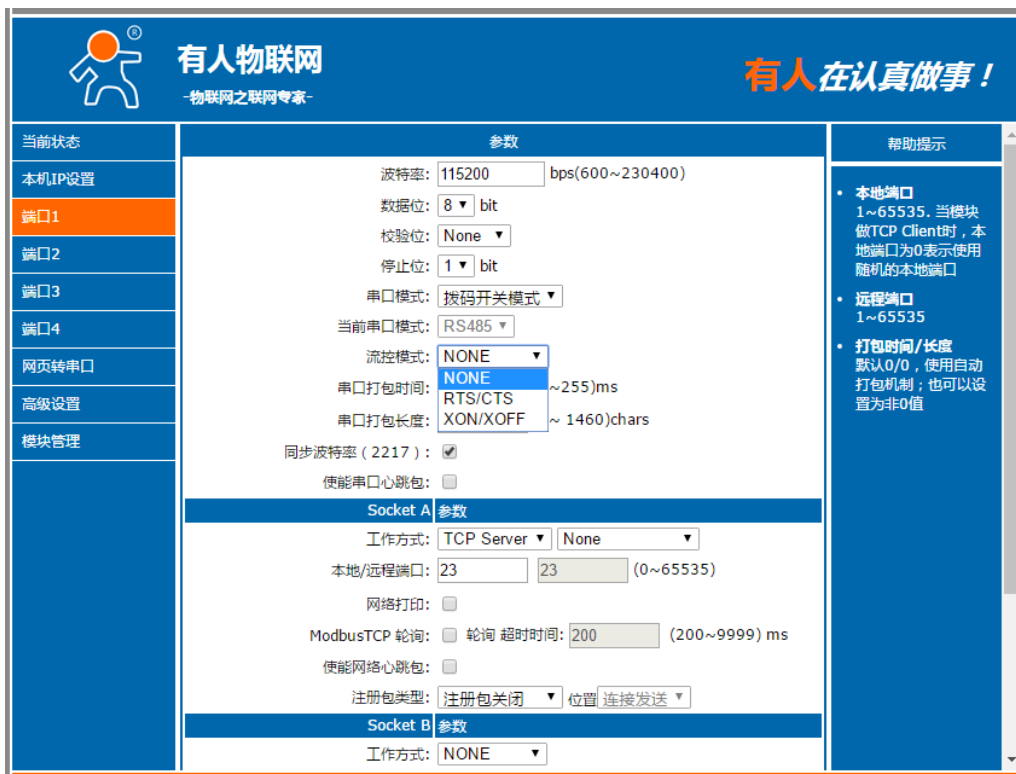 ®
有人物联网
-物联网之联网专家-
有人在认真做事！
当前状态
本机IP设置
端口1
端口2
端口3
端口4
网页转串口
高级设置
模块管理
参数
波特率: 115200 bps(600~230400)
数据位: 8 bit
校验位: None
停止位: 1 bit
串口模式: 拨码开关模式
当前串口模式: RS485
流控模式: NONE
NONE
RTS/CTS
XON/XOFF
串口打包时间: ~255)ms
串口打包长度: ~ 1460)chars
同步波特率（2217）:
使能串口心跳包:
Socket A 参数
工作方式: TCP Server None
本地/远程端口: 23 23 (0~65535)
网络打印:
ModbusTCP 轮询: 轮询 超时时间: 200 (200~9999) ms
使能网络心跳包:
注册包类型: 注册包关闭 位置 连接发送
Socket B 参数
工作方式: NONE
帮助提示
• 本地端口
1~65535. 当模块
做TCP Client时，本
地端口为0表示使用
随机的本地端口
• 远程端口
1~65535
• 打包时间/长度
默认0/0，使用自动
打包机制；也可以设
置为非0值